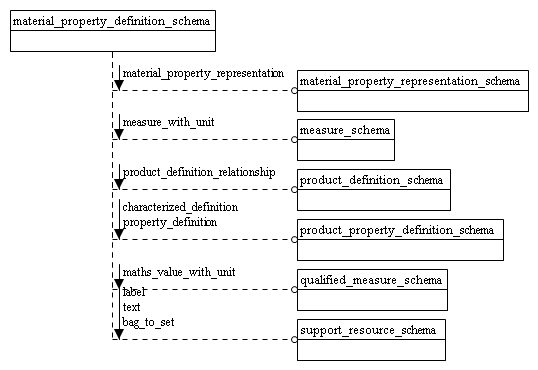 material_property_definition_schema
material_property_representation
material_property_representation_schema
measure_with_unit
measure_schema
product_definition_relationship
product_definition_schema
characterized_definition
property_definition
product_property_definition_schema
maths_value_with_unit
qualified_measure_schema
label
text
bag_to_set
support_resource_schema